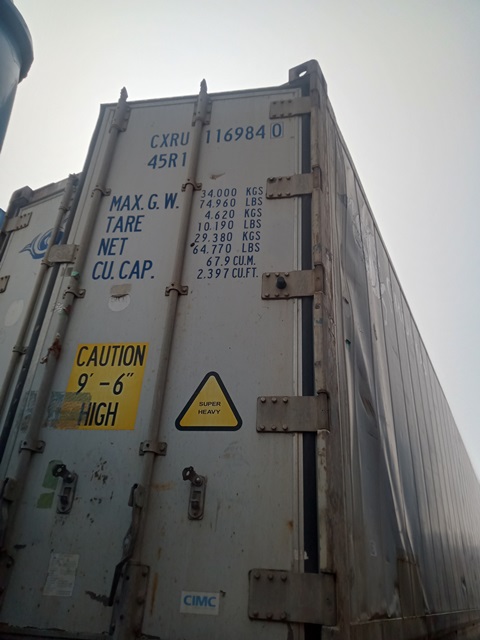 CXRU 116984 0
45R1
MAX. G. W. 34.000 KGS
74.960 LBS
TARE 4.620 KGS
10.190 LBS
NET 29.380 KGS
64.770 LBS
CU. CAP. 67.9 CU.M.
2.397 CU.FT.
CAUTION
9'-6"
HIGH
SUPER
HEAVY
CIMC